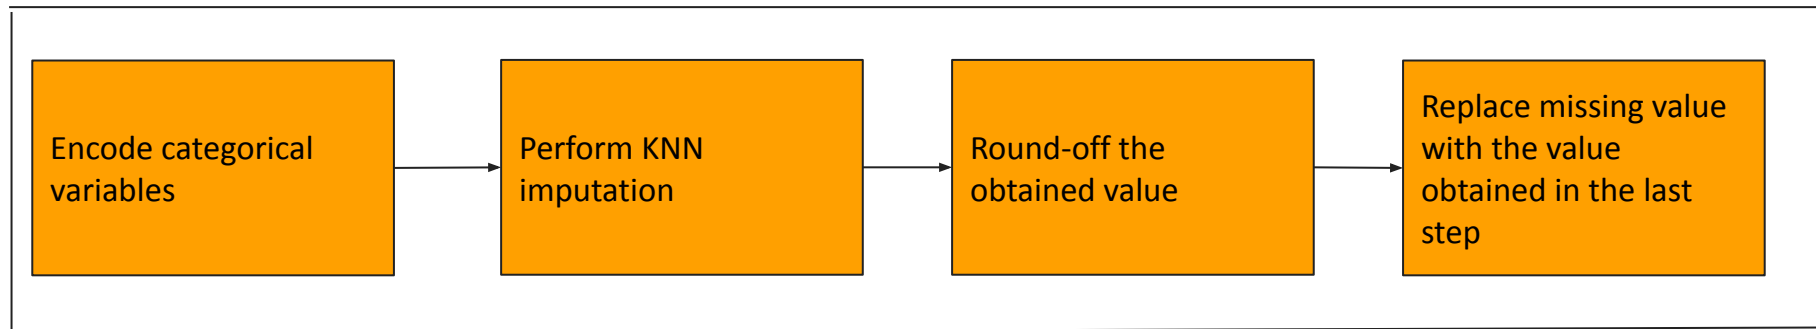 Encode categorical
variables
Perform KNN
imputation
Round-off the
obtained value
Replace missing value
with the value
obtained in the last
step